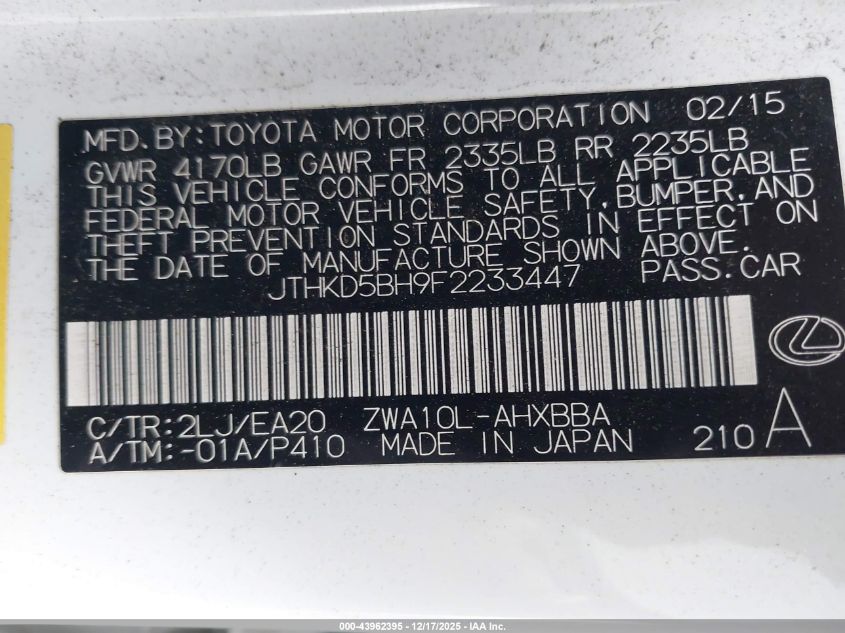 MFD.BY:TOYOTA MOTOR CORPORATION 02/15
GVWR 4170LB GAWR FR 2335LB RR 2235LB
THIS VEHICLE CONFORMS TO ALL APPLICABLE
FEDERAL MOTOR VEHICLE SAFETY,BUMPER,AND
THEFT PREVENTION STANDARDS IN EFFECT ON
THE DATE OF MANUFACTURE SHOWN ABOVE.
JTHKD5BH9F2233447 PASS.CAR
C/TR:2LJ/EA20 ZWA10L-AHXBBA
A/TM:-01A/P410 MADE IN JAPAN 210 A
000-43962395 - 12/17/2025 - IAA Inc.